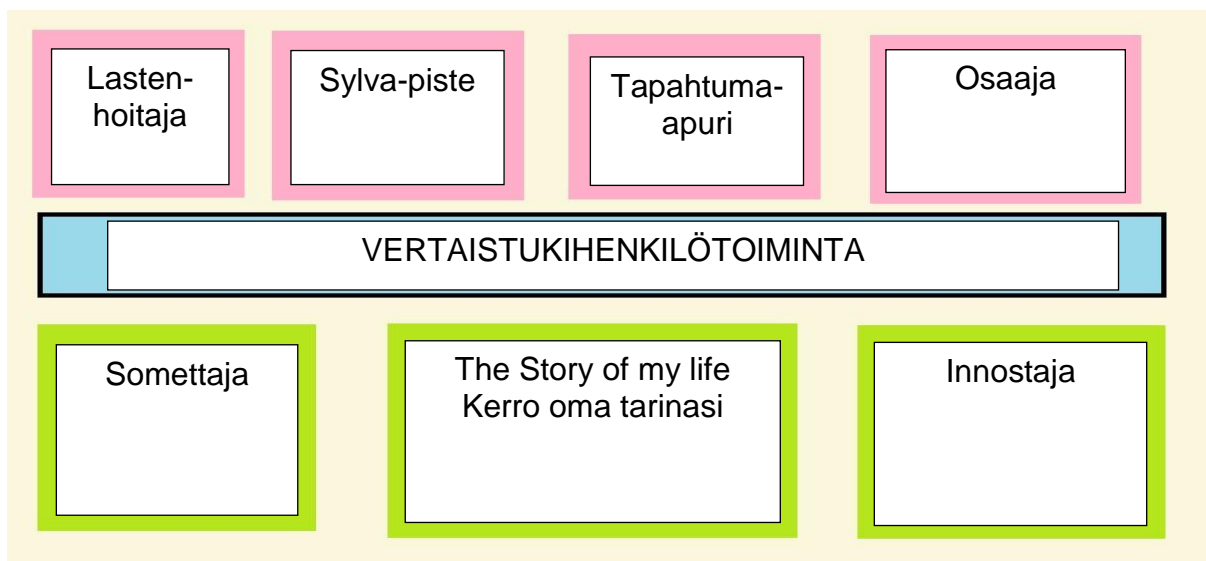 Lasten-
hoitaja
Sylva-piste
Tapahtuma-
apuri
Osaaja
VERTAISTUKIHENKILÖTOIMINTA
Somettaja
The Story of my life
Kerro oma tarinasi
Innostaja